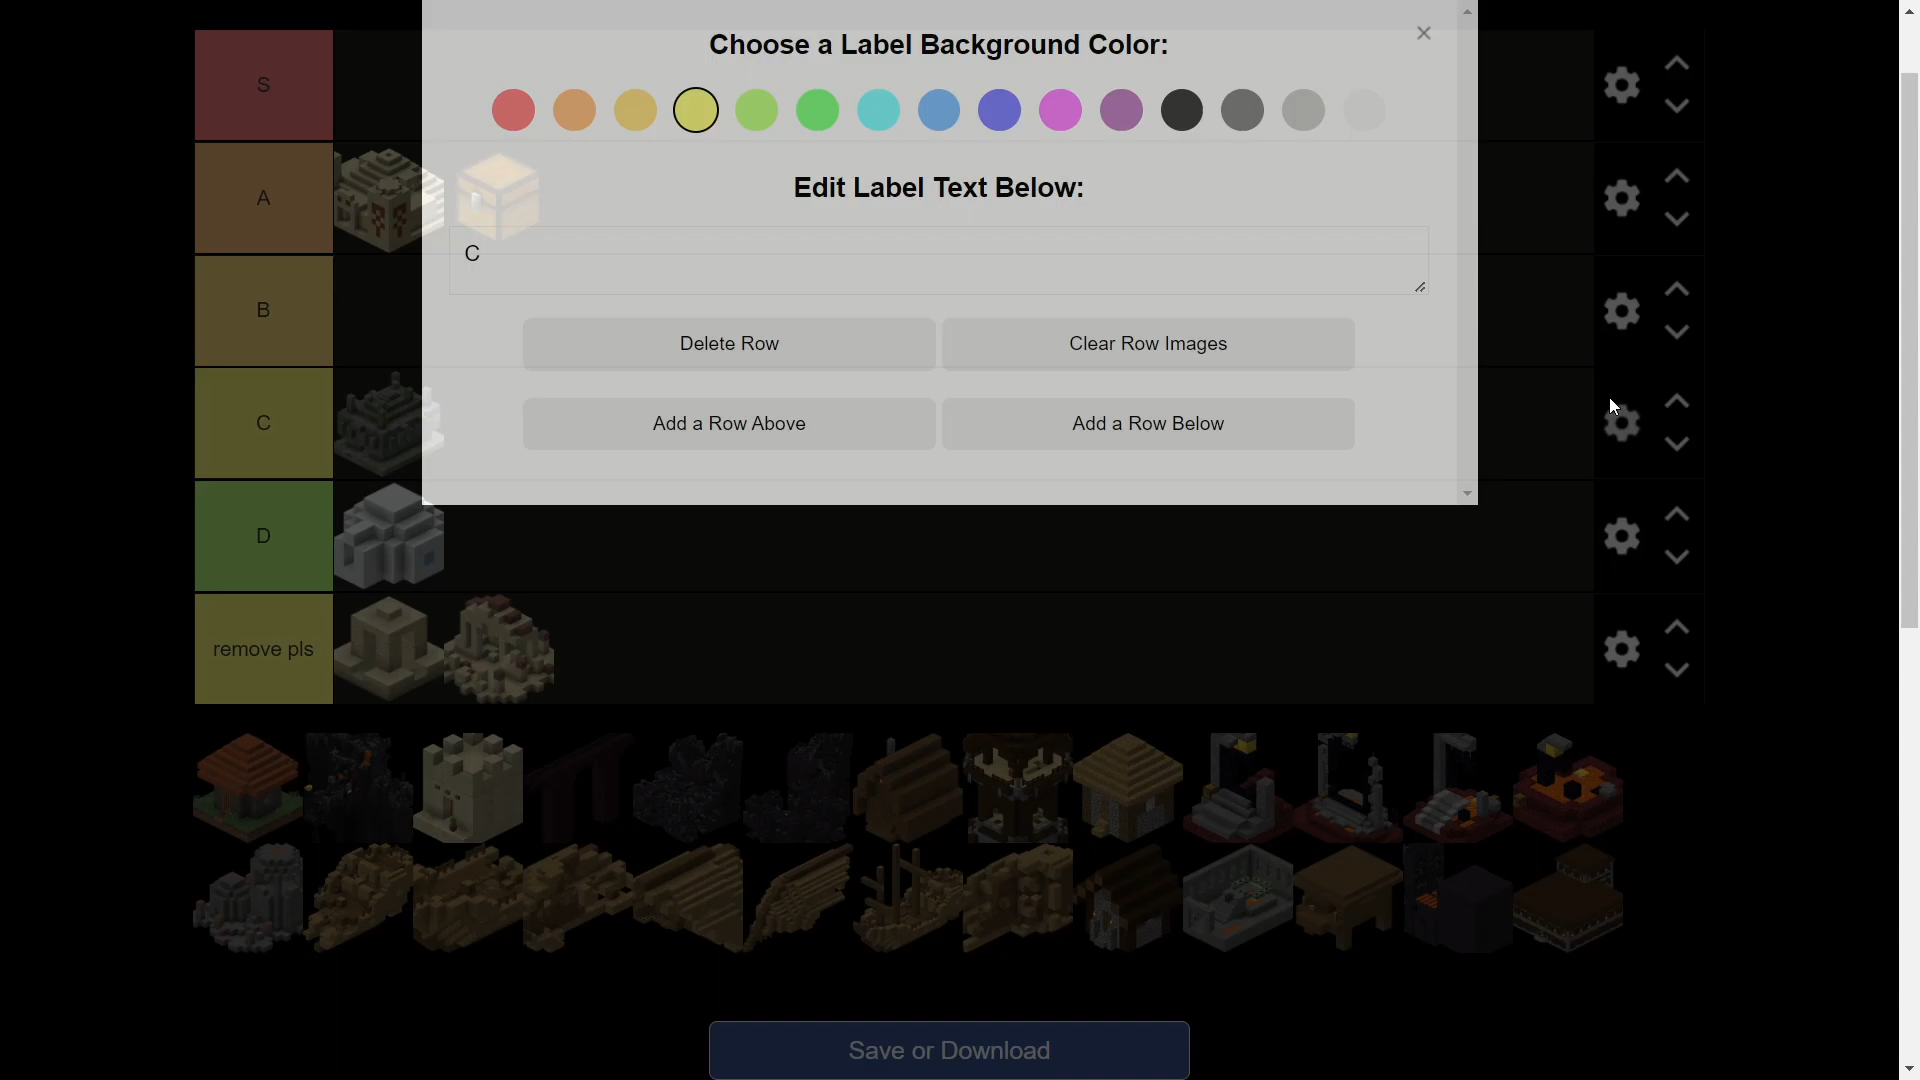 Choose a Label Background Color:
×
S
Edit Label Text Below:
A
C
B
Delete Row
Clear Row Images
C
Add a Row Above
Add a Row Below
D
remove pls
Save or Download